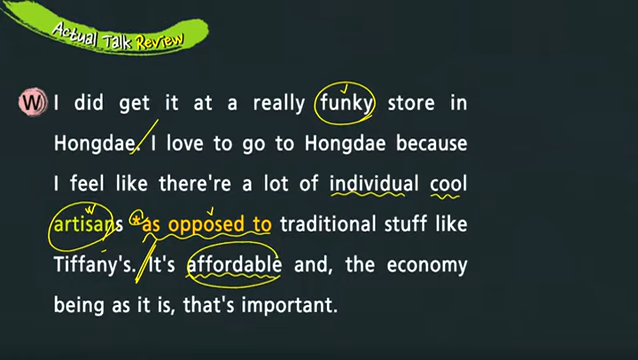 Actual Talk Review
W I did get it at a really funky store in
Hongdae. I love to go to Hongdae because
I feel like there're a lot of individual cool
artisans *as opposed to traditional stuff like
Tiffany's. It's affordable and, the economy
being as it is, that's important.